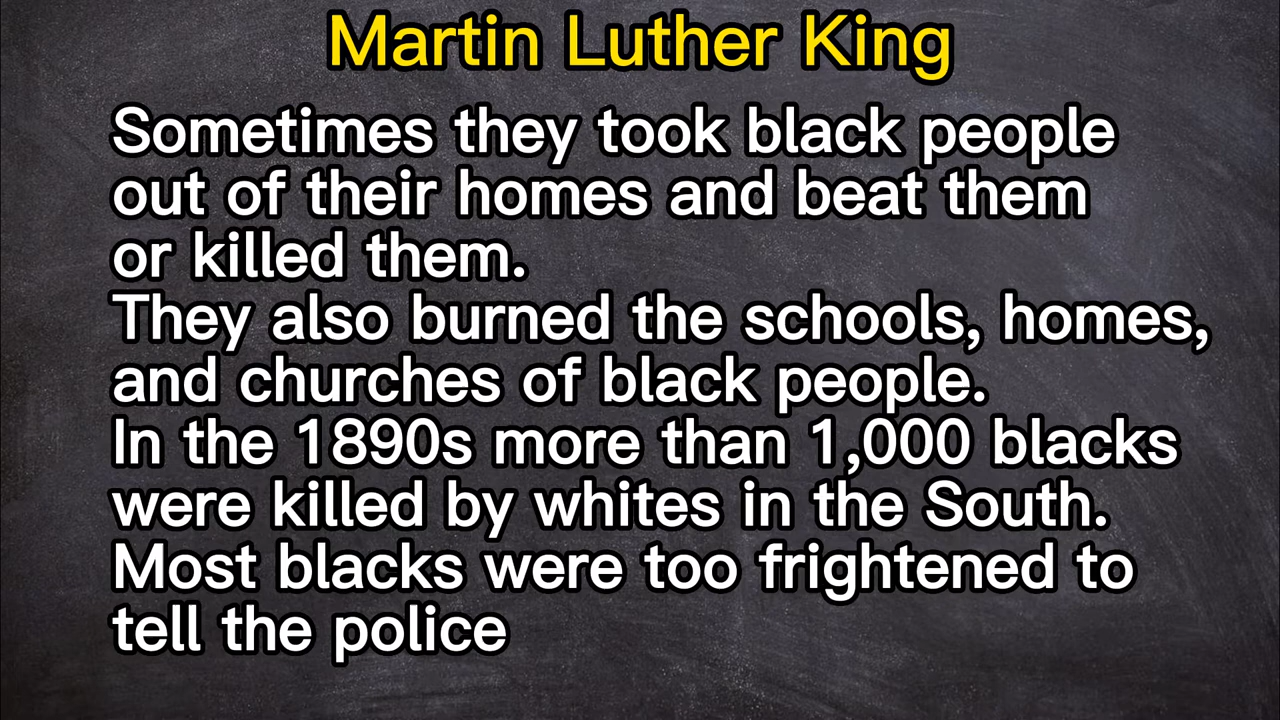 Martin Luther King
Sometimes they took black people
out of their homes and beat them
or killed them.
They also burned the schools, homes,
and churches of black people.
In the 1890s more than 1,000 blacks
were killed by whites in the South.
Most blacks were too frightened to
tell the police